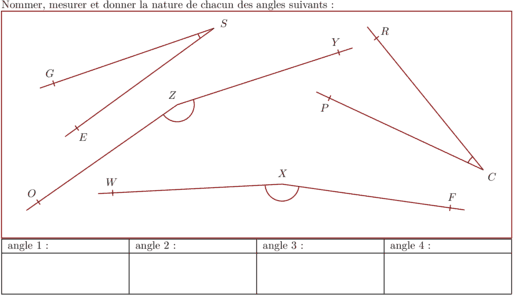 Nommer, mesurer et donner la nature de chacun des angles suivants :
S
R
Y
G
Z
P
E
C
X
W
O
F
angle 1 :
angle 2 :
angle 3 :
angle 4 :